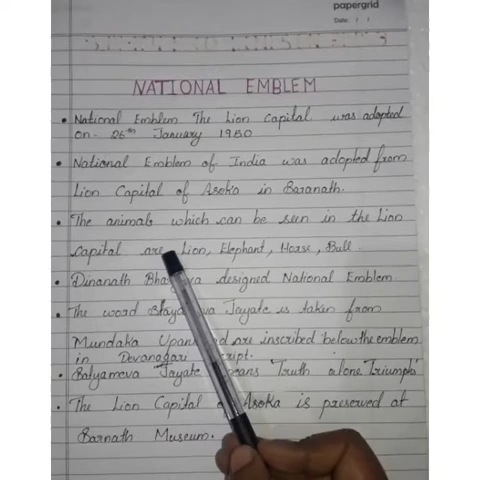 papergrid
Date: / /
NATIONAL EMBLEM
• National Emblem The Lion Capital was adopted
on - 26th January 1950
• National Emblem of India was adopted from
Lion Capital of Asoka in Saranath.
• The animals which can be seen in the Lion
Capital are Lion, Elephant, Horse, Bull.
• Dinanath designed National Emblem.
• The word Jayate is taken from
Mundaka are inscribed below the emblem
in Devanagari
• Satyameva Jayate Truth alone Triumphs
• The Lion Capital Asoka is preserved at
Sarnath Museum.